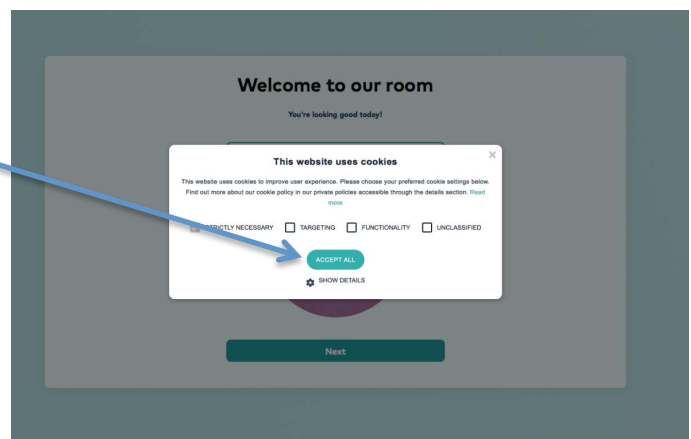 Welcome to our room
You're looking good today!
This website uses cookies
This website uses cookies to improve user experience. Please choose your preferred cookie settings below.
Find out more about our cookie policy in our private policies accessible through the details section. Read
more
STRICTLY NECESSARY TARGETING FUNCTIONALITY UNCLASSIFIED
ACCEPT ALL
SHOW DETAILS
Next